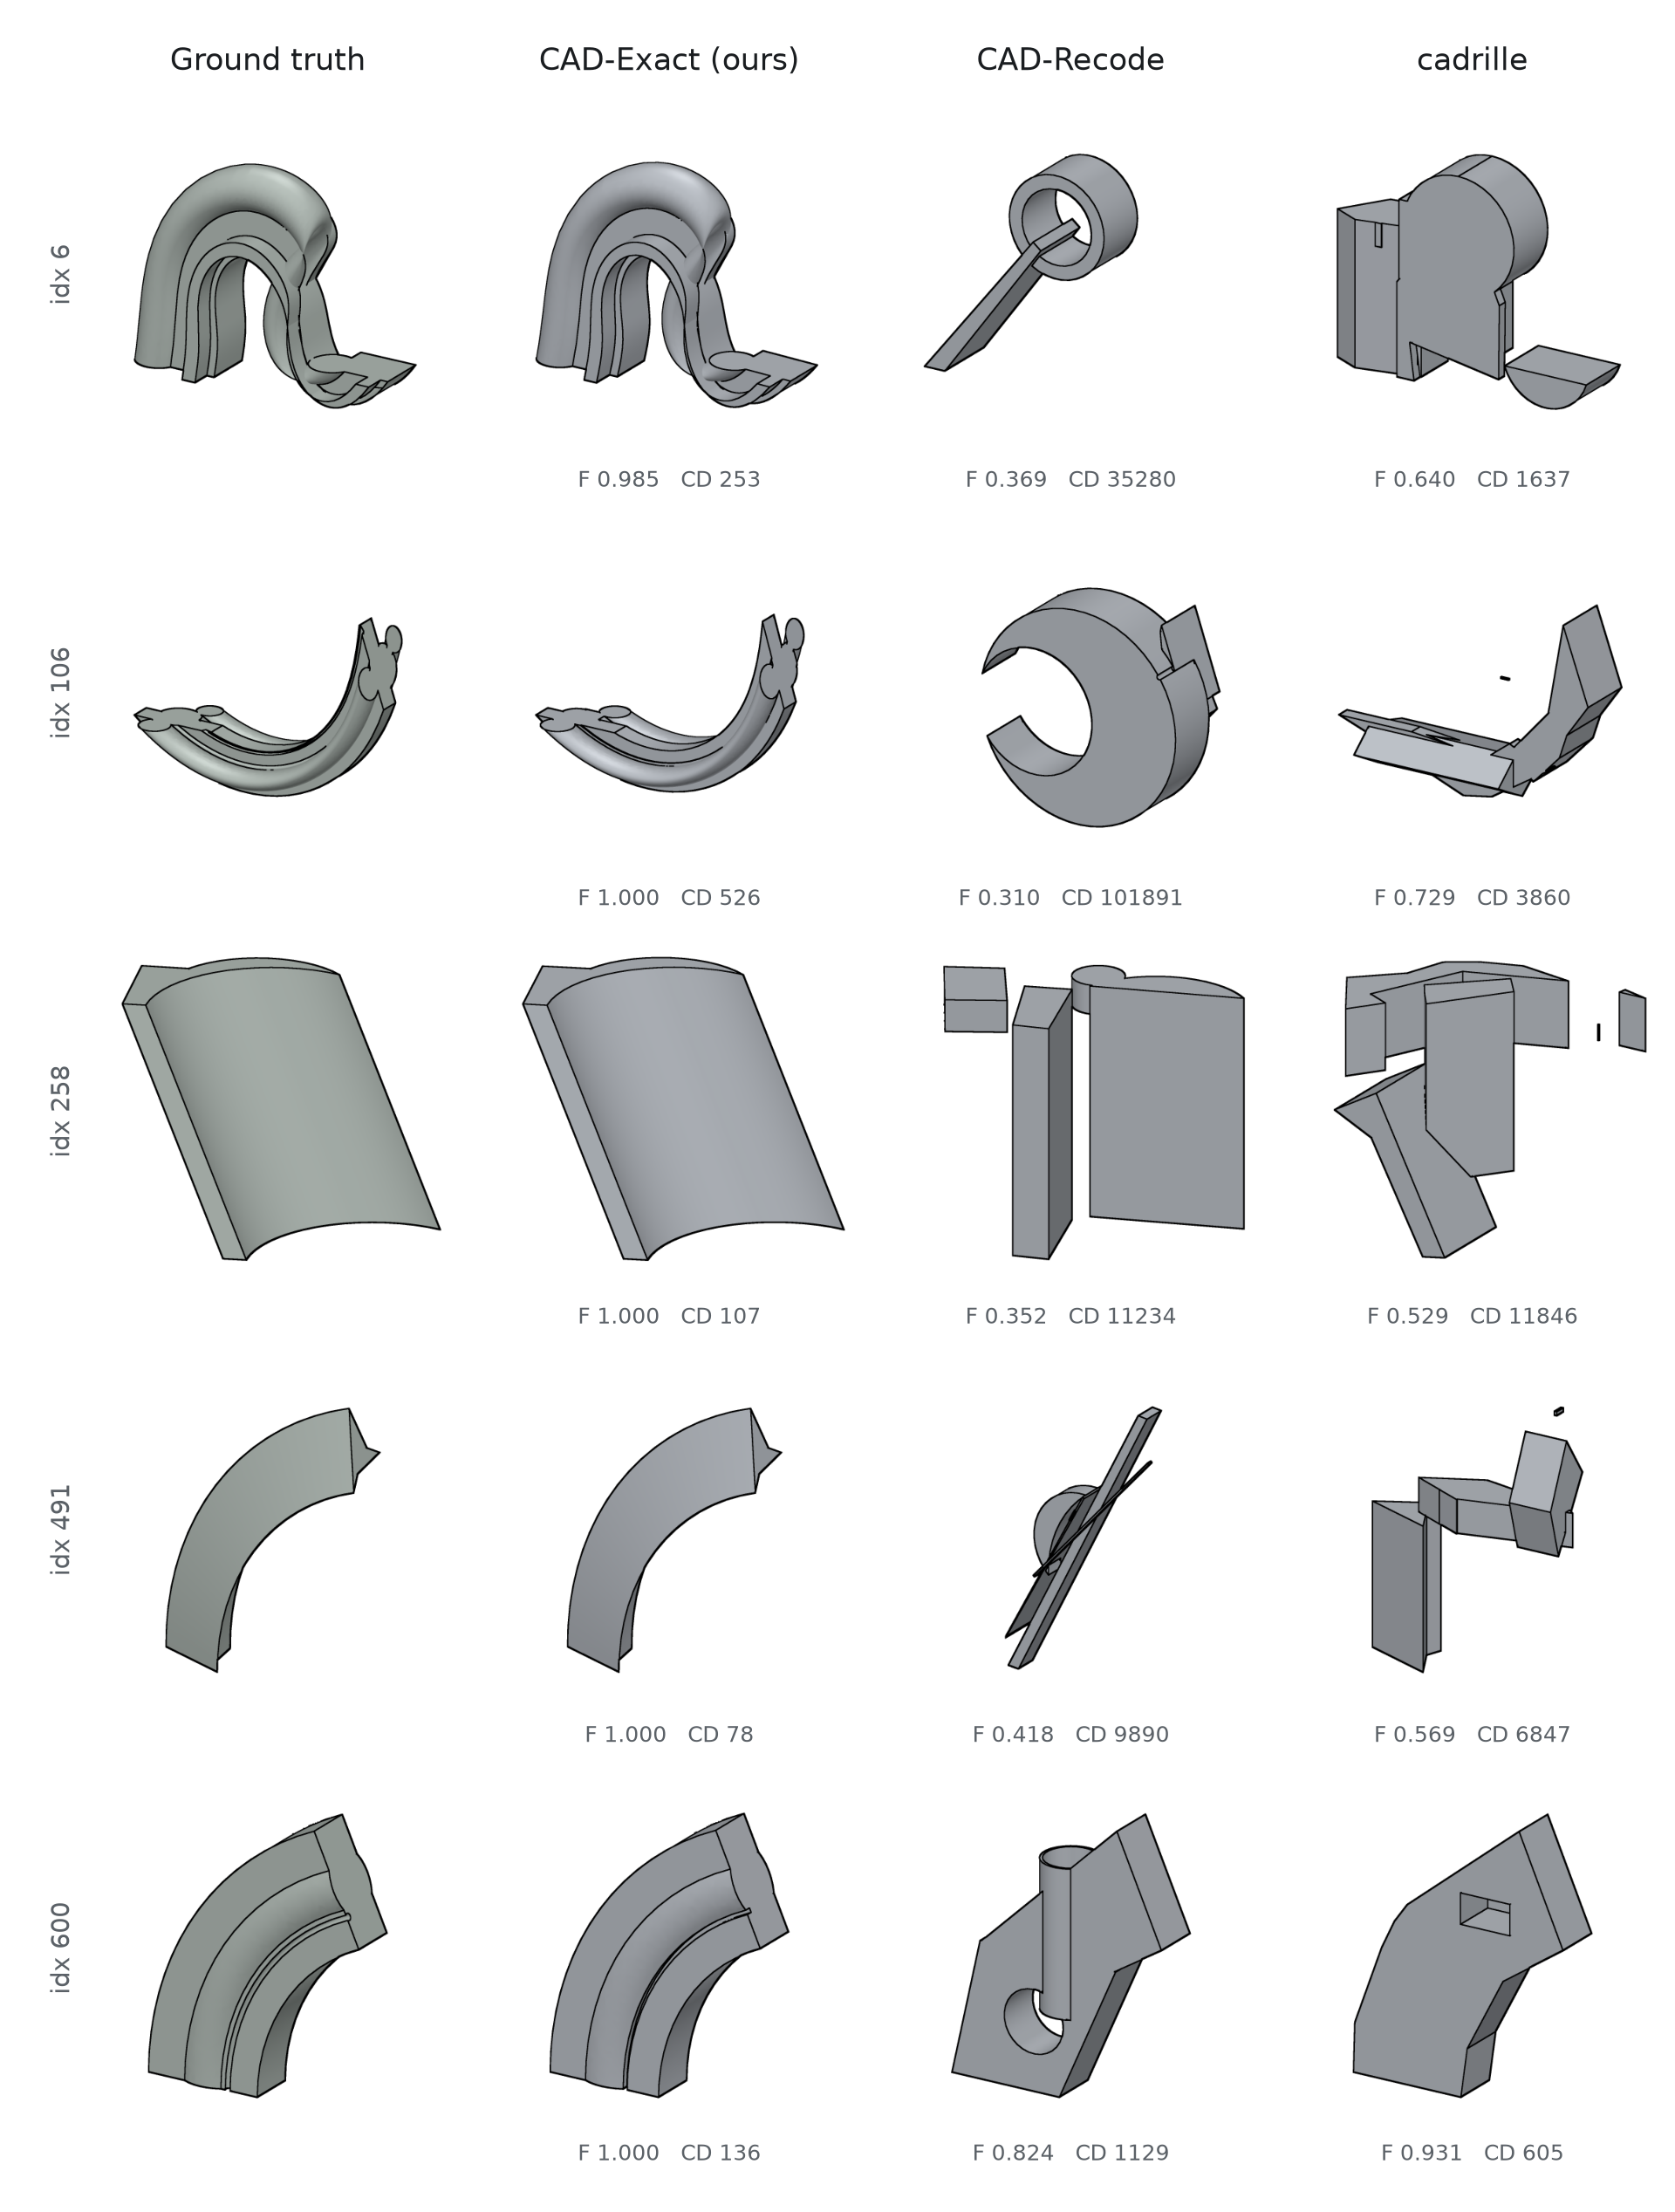 Ground truth CAD-Exact (ours) CAD-Recode cadrille
idx 6
F 0.985 CD 253 F 0.369 CD 35280 F 0.640 CD 1637
idx 106
F 1.000 CD 526 F 0.310 CD 101891 F 0.729 CD 3860
idx 258
F 1.000 CD 107 F 0.352 CD 11234 F 0.529 CD 11846
idx 491
F 1.000 CD 78 F 0.418 CD 9890 F 0.569 CD 6847
idx 600
F 1.000 CD 136 F 0.824 CD 1129 F 0.931 CD 605